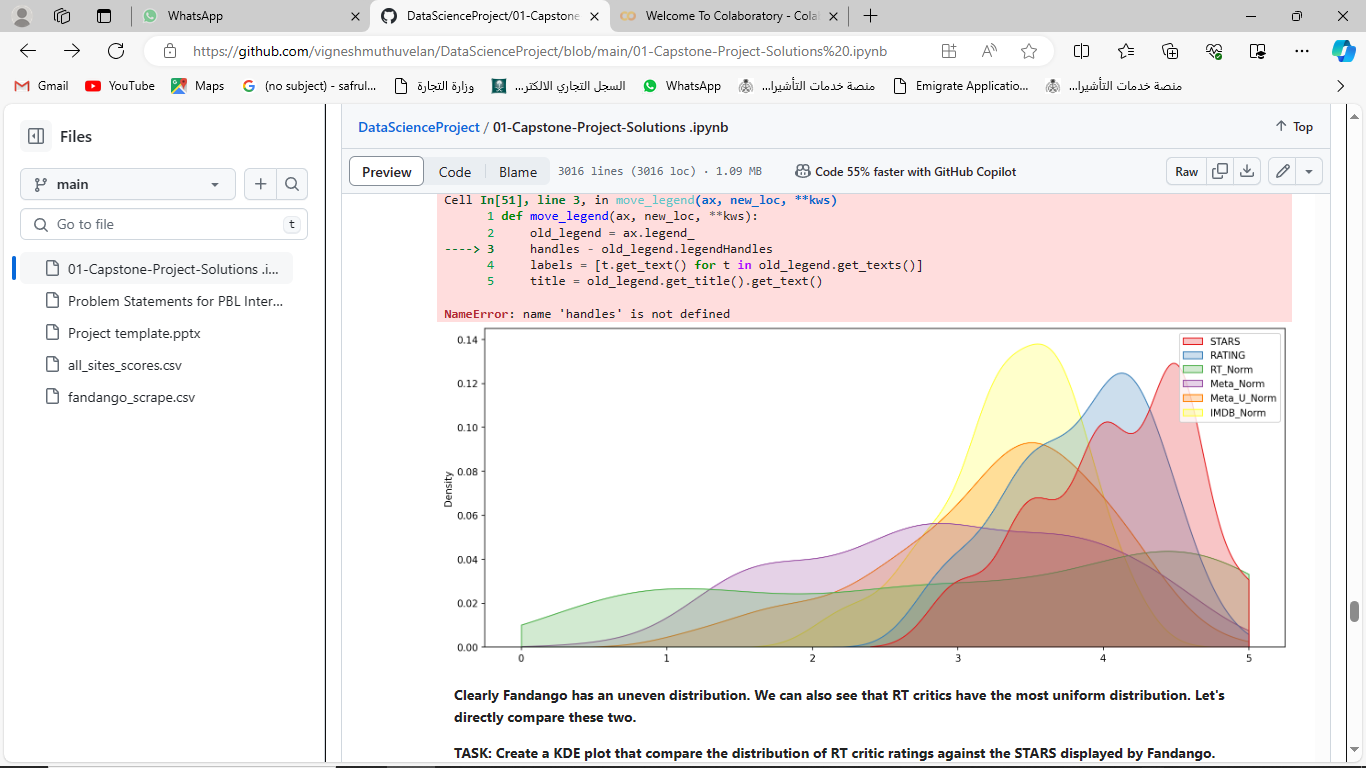 WhatsApp
DataScienceProject/01-Capstone-
Welcome To Colaboratory - Cola
https://github.com/vigneshmuthuvelan/DataScienceProject/blob/main/01-Capstone-Project-Solutions%20.ipynb
Gmail
YouTube
Maps
(no subject) - safrul...
وزارة التجارة
السجل التجاري الالكتر...
WhatsApp
منصة خدمات التأشيرا...
Emigrate Applicatio...
منصة خدمات التأشيرا...
Files
main
Go to file
t
01-Capstone-Project-Solutions .i...
Problem Statements for PBL Inter...
Project template.pptx
all_sites_scores.csv
fandango_scrape.csv
DataScienceProject / 01-Capstone-Project-Solutions .ipynb
Top
Preview Code Blame 3016 lines (3016 loc) · 1.09 MB Code 55% faster with GitHub Copilot Raw
Cell In[51], line 3, in move_legend(ax, new_loc, **kws)
1 def move_legend(ax, new_loc, **kws):
2 old_legend = ax.legend_
----> 3 handles - old_legend.legendHandles
4 labels = [t.get_text() for t in old_legend.get_texts()]
5 title = old_legend.get_title().get_text()
NameError: name 'handles' is not defined
0.14
0.12
0.10
0.08
0.06
0.04
0.02
0.00
Density
STARS
RATING
RT_Norm
Meta_Norm
Meta_U_Norm
IMDB_Norm
0 1 2 3 4 5
Clearly Fandango has an uneven distribution. We can also see that RT critics have the most uniform distribution. Let's
directly compare these two.
TASK: Create a KDE plot that compare the distribution of RT critic ratings against the STARS displayed by Fandango.